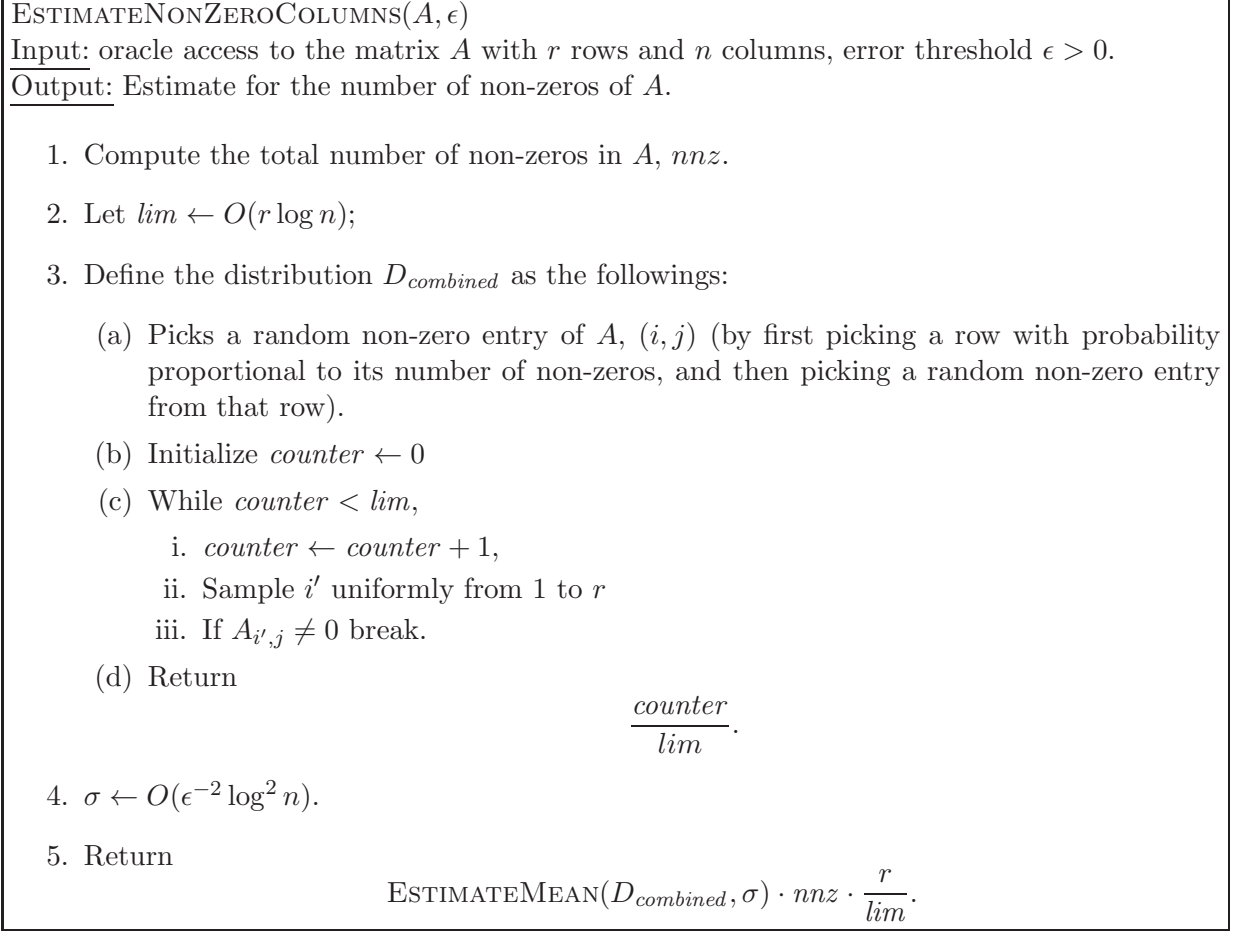 ESTIMATENONZEROCOLUMNS(A, ϵ)
Input: oracle access to the matrix A with r rows and n columns, error threshold ϵ > 0.
Output: Estimate for the number of non-zeros of A.
1. Compute the total number of non-zeros in A, nnz.
2. Let lim ← O(r log n);
3. Define the distribution D_combined as the followings:
(a) Picks a random non-zero entry of A, (i, j) (by first picking a row with probability
proportional to its number of non-zeros, and then picking a random non-zero entry
from that row).
(b) Initialize counter ← 0
(c) While counter < lim,
i. counter ← counter + 1,
ii. Sample i′ uniformly from 1 to r
iii. If A_{i′,j} ≠ 0 break.
(d) Return
counter/lim.
4. σ ← O(ϵ^{−2} log² n).
5. Return
ESTIMATEMEAN(D_combined, σ) · nnz · r/lim.